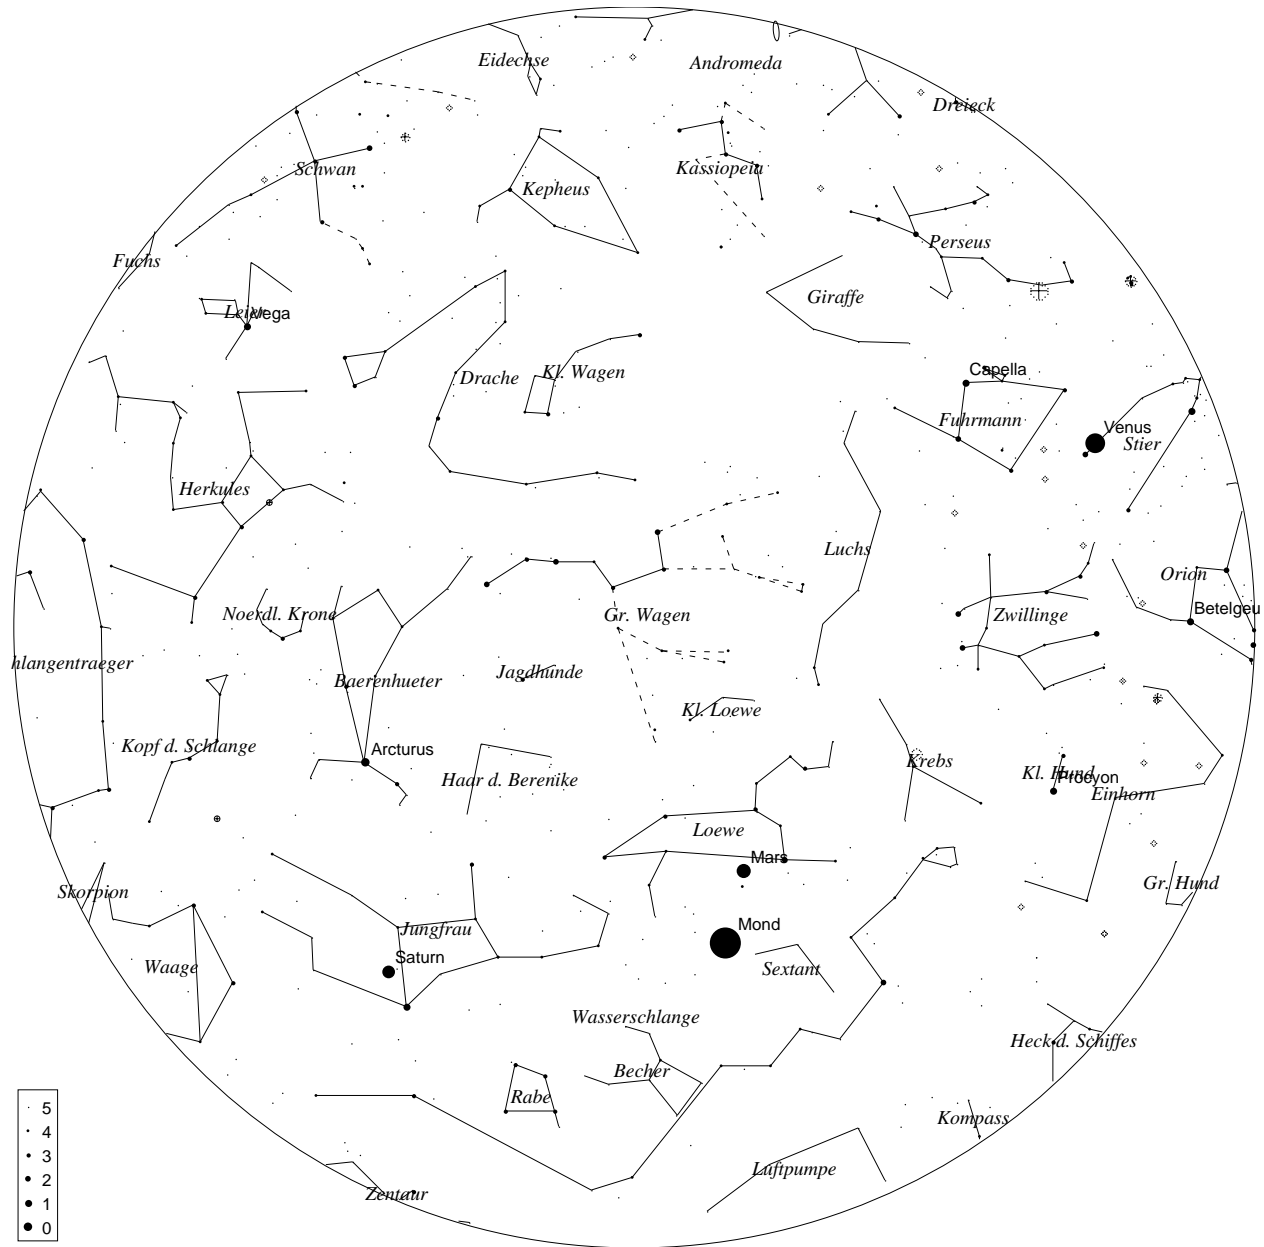 Eidechse
Andromeda
Dreieck
Schwan
Kepheus
Kassiopeia
Perseus
Fuchs
Giraffe
Leier
Vega
Drache
Kl. Wagen
Capella
Fuhrmann
Venus
Stier
Herkules
Luchs
Orion
Betelgeu
Noerdl. Krone
Gr. Wagen
Zwillinge
hlangentraeger
Baerenhueter
Jagdhunde
Kl. Loewe
Kopf d. Schlange
Arcturus
Haar d. Berenike
Krebs
Kl. Hund
Procyon
Einhorn
Loewe
Mars
Skorpion
Gr. Hund
Jungfrau
Mond
Waage
Saturn
Sextant
Wasserschlange
Heck d. Schiffes
Becher
Rabe
Kompass
Luftpumpe
Zentaur
5
4
3
2
1
0